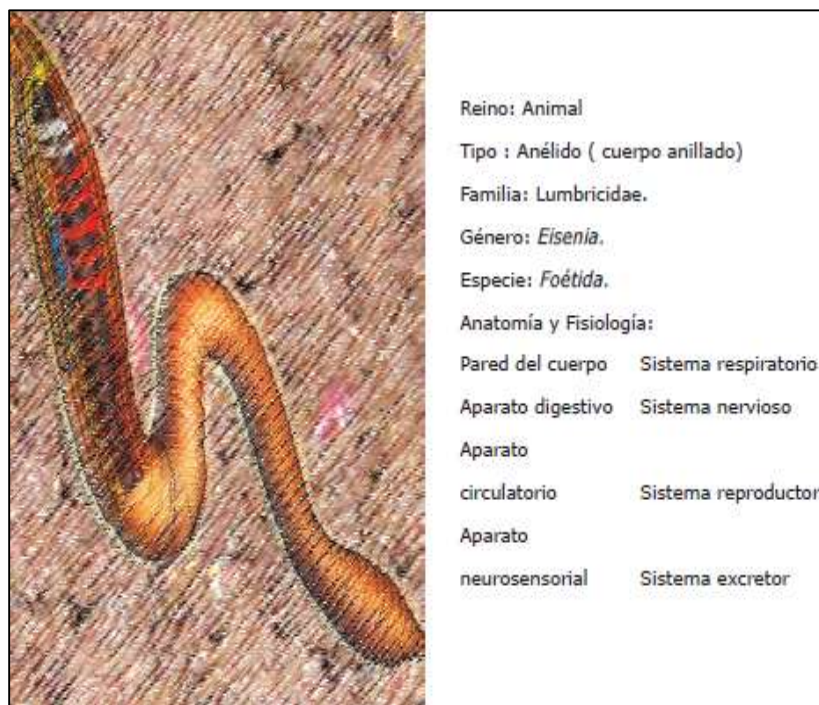 Reino: Animal
Tipo : Anélido ( cuerpo anillado)
Familia: Lumbricidae.
Género: Eisenia.
Especie: Foétida.
Anatomía y Fisiología:
Pared del cuerpo Sistema respiratorio
Aparato digestivo Sistema nervioso
Aparato
circulatorio Sistema reproductor
Aparato
neurosensorial Sistema excretor